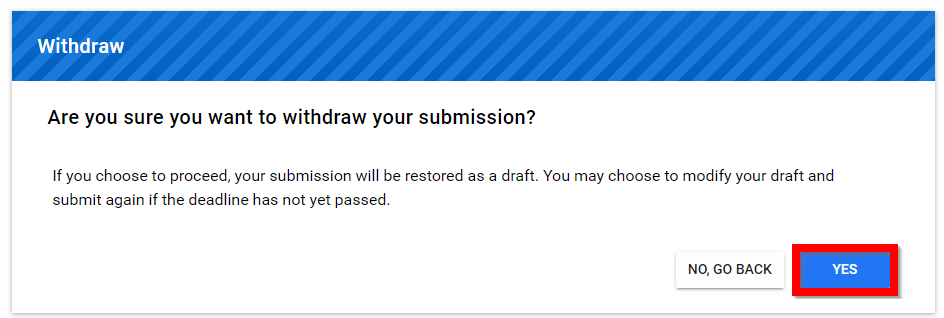 Withdraw
Are you sure you want to withdraw your submission?
If you choose to proceed, your submission will be restored as a draft. You may choose to modify your draft and
submit again if the deadline has not yet passed.
NO, GO BACK YES